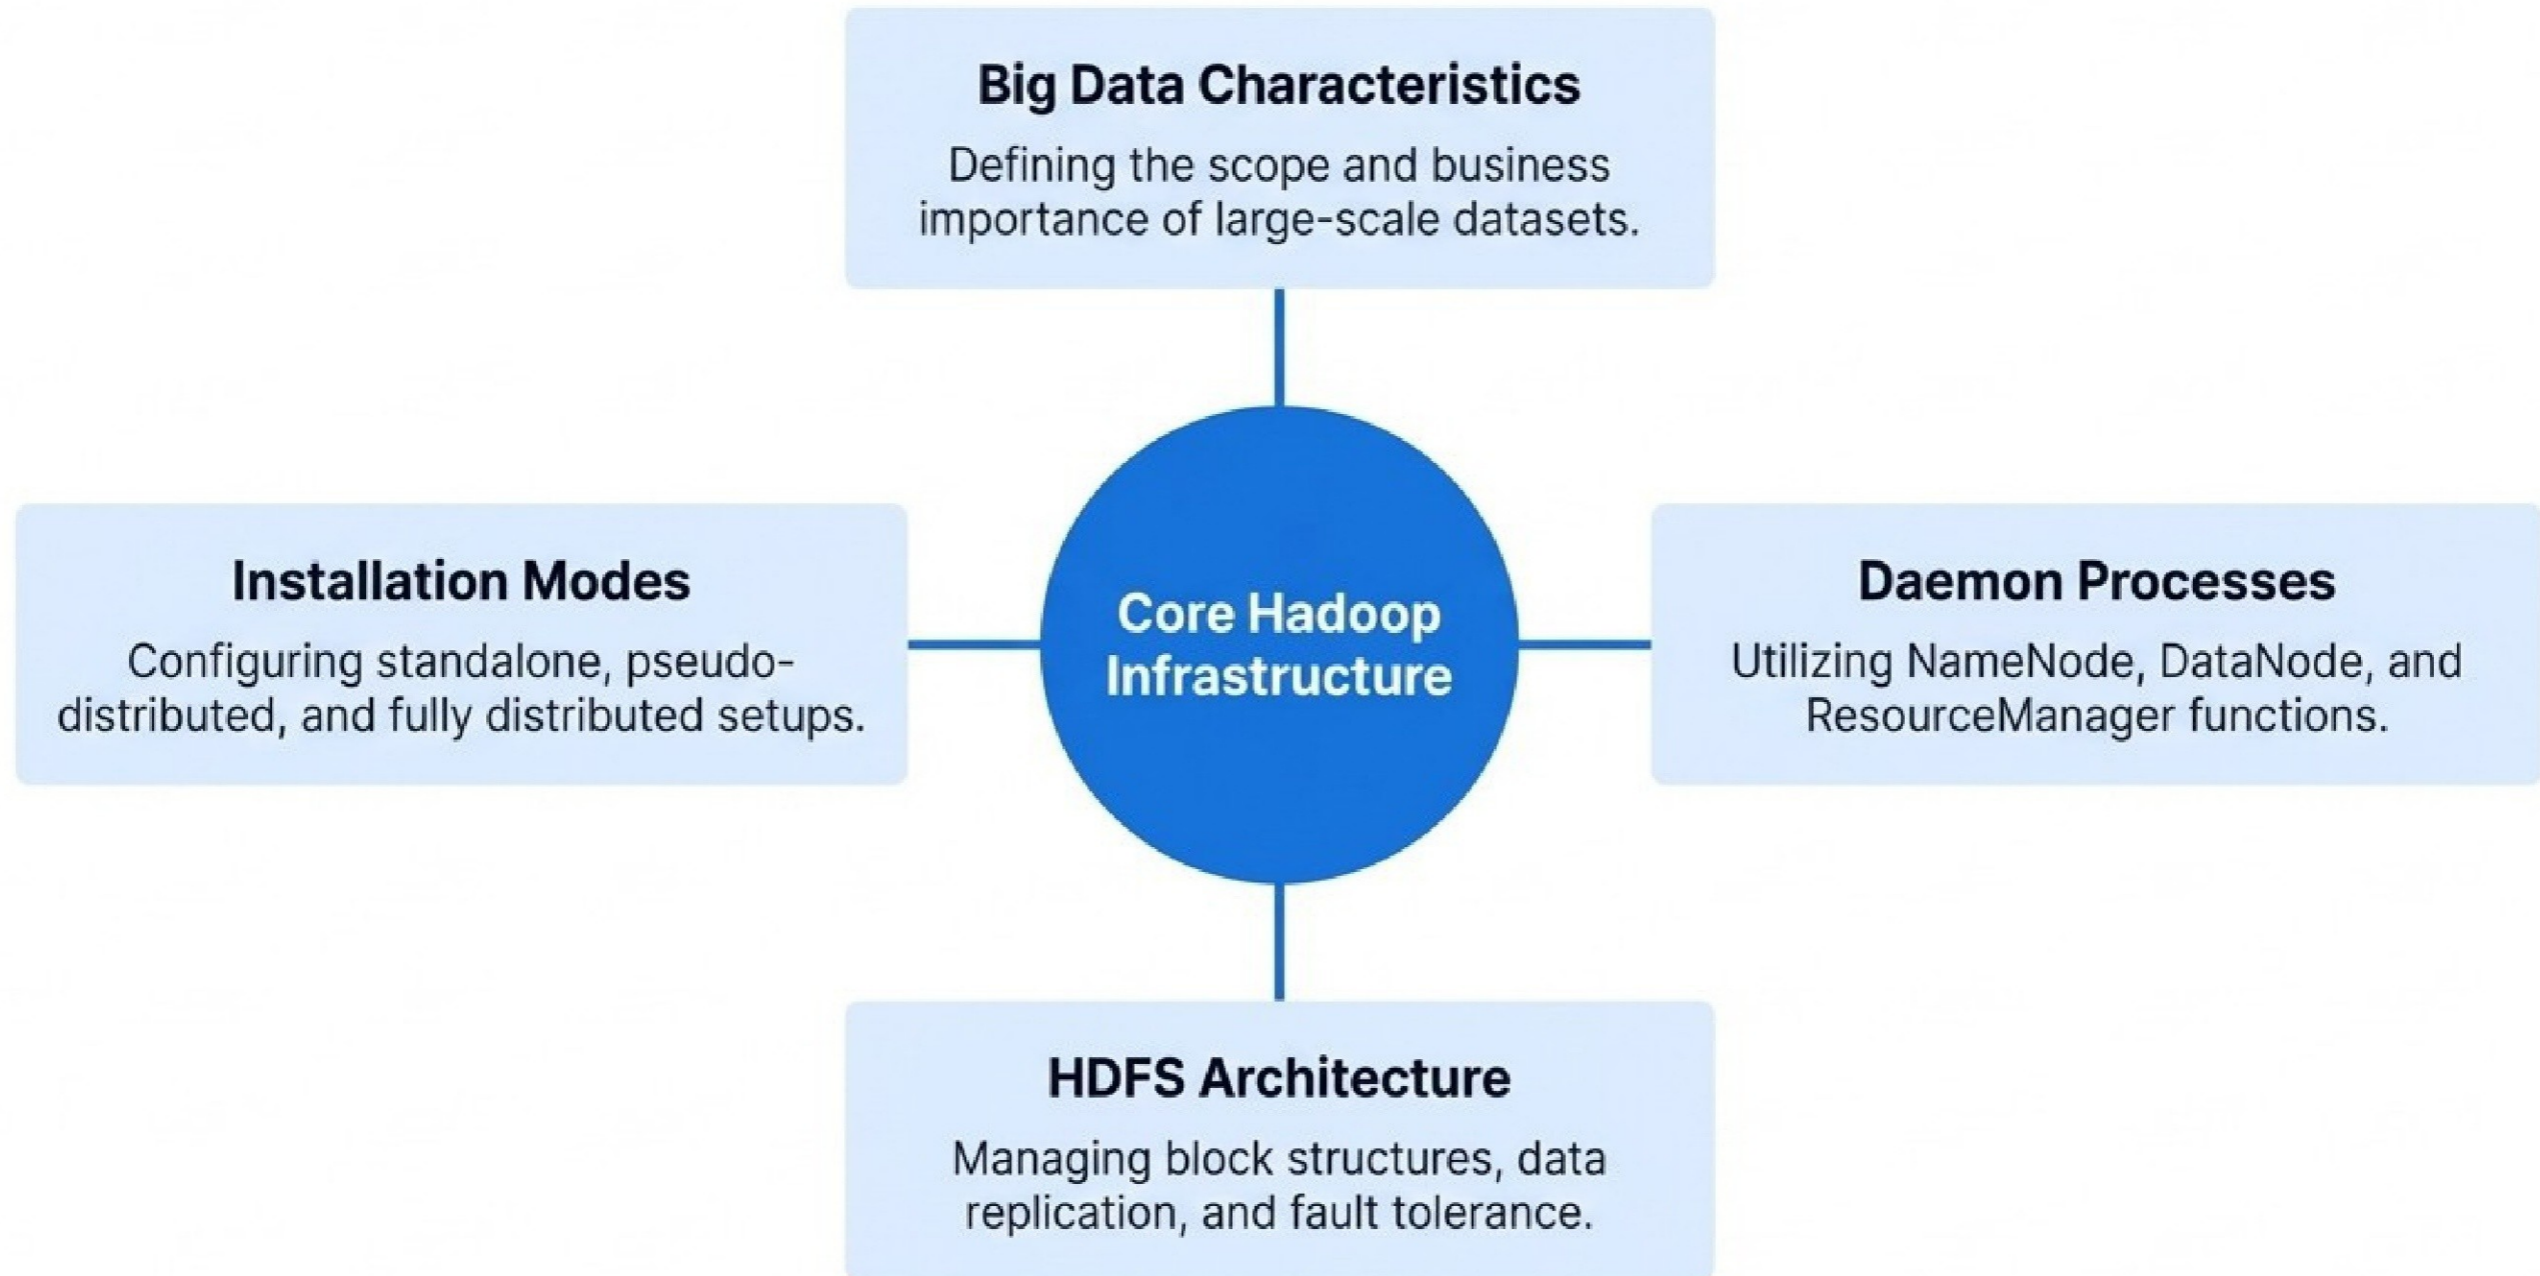 Big Data Characteristics
Defining the scope and business
importance of large-scale datasets.
Installation Modes
Configuring standalone, pseudo-
distributed, and fully distributed setups.
Core Hadoop
Infrastructure
Daemon Processes
Utilizing NameNode, DataNode, and
ResourceManager functions.
HDFS Architecture
Managing block structures, data
replication, and fault tolerance.